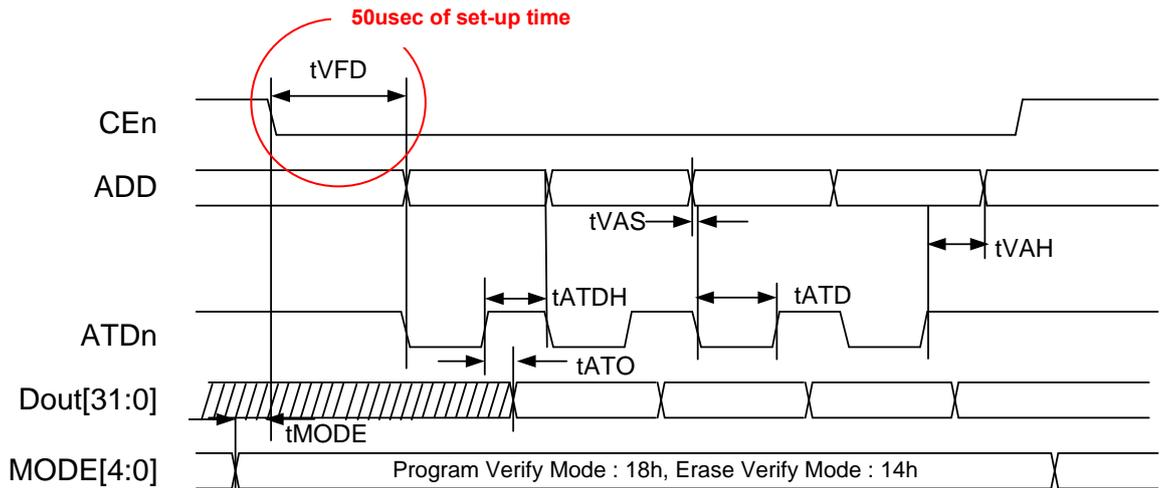 50usec of set-up time
tVFD
CEn
ADD
tVAS
tVAH
tATDH
tATD
ATDn
tATO
Dout[31:0]
tMODE
MODE[4:0]
Program Verify Mode : 18h, Erase Verify Mode : 14h